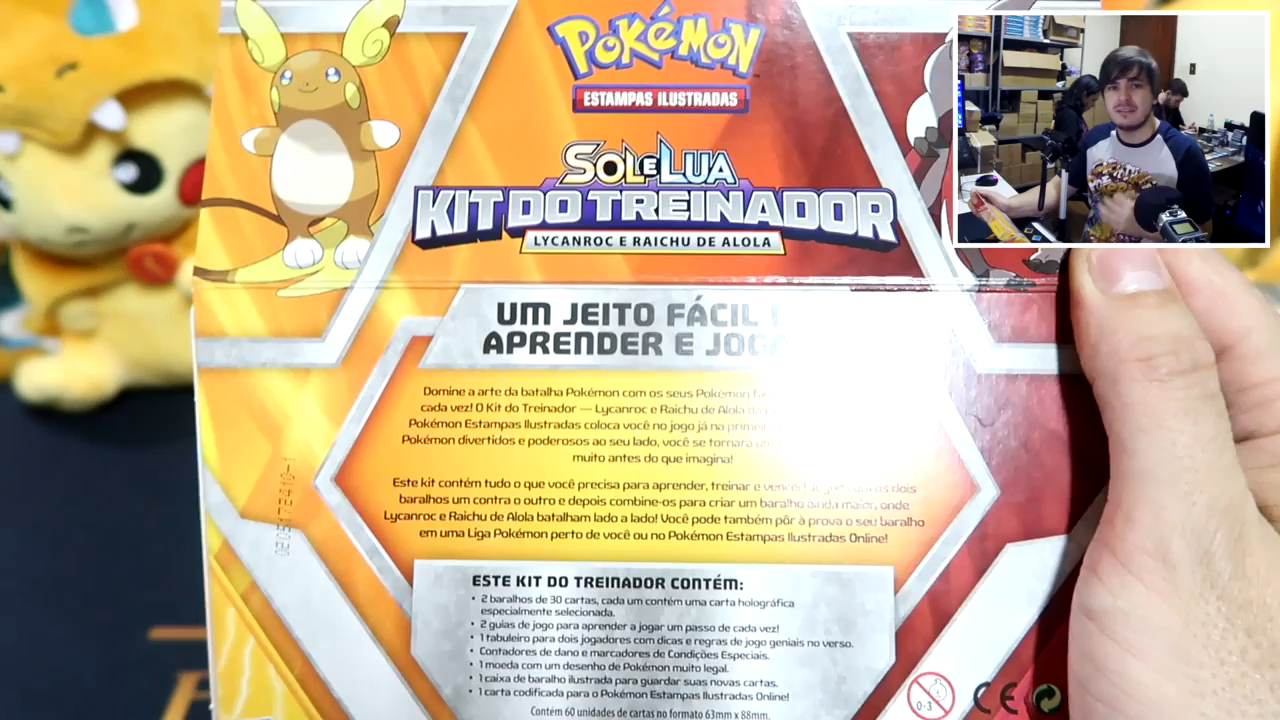 POKÉMON
ESTAMPAS ILUSTRADAS
SOL E LUA
KIT DO TREINADOR
LYCANROC E RAICHU DE ALOLA
UM JEITO FÁCIL
APRENDER E
Domine a arte da batalha Pokémon com os seus Pokémon
cada vez! O Kit do Treinador — Lycanroc e Raichu de Alola
Pokémon Estampas Ilustradas coloca você no jogo já na
Pokémon divertidos e poderosos ao seu lado, você se tornará
muito antes do que imagina!
Este kit contém tudo o que você precisa para aprender, treinar e dois
baralhos um contra o outro e depois combine-os para criar um baralho ainda maior, onde
Lycanroc e Raichu de Alola batalham lado a lado! Você pode também pôr à prova o seu baralho
em uma Liga Pokémon perto de você ou no Pokémon Estampas Ilustradas Online!
ESTE KIT DO TREINADOR CONTÉM:
• 2 baralhos de 30 cartas, cada um contém uma carta holográfica
especialmente selecionada.
• 2 guias de jogo para aprender a jogar um passo de cada vez!
• 1 tabuleiro para dois jogadores com dicas e regras de jogo geniais no verso.
• Contadores de dano e marcadores de Condições Especiais.
• 1 moeda com um desenho de Pokémon muito legal.
• 1 caixa de baralho ilustrada para guardar suas novas cartas.
• 1 carta codificada para o Pokémon Estampas Ilustradas Online!
Contém 60 unidades de cartas no formato 63mm x 88mm.
0-3
CE